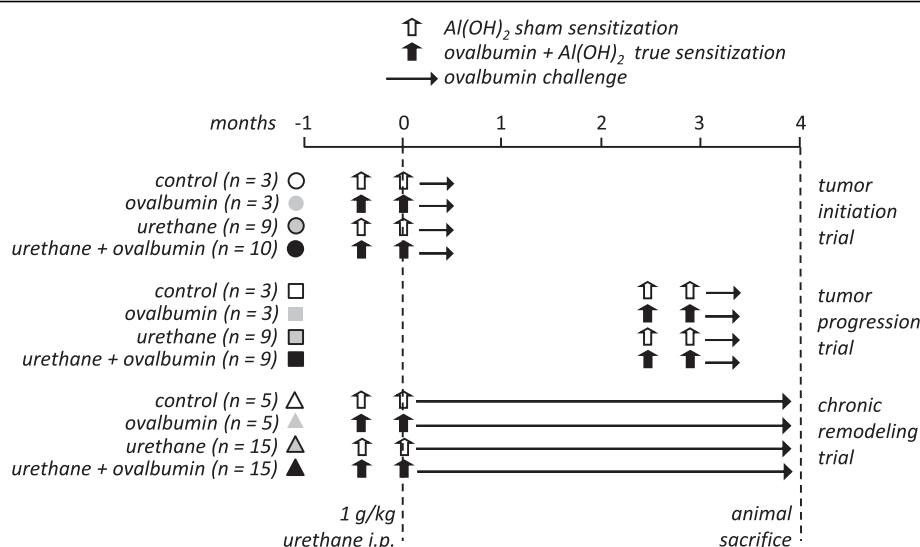 Al(OH)2 sham sensitization
ovalbumin + Al(OH)2 true sensitization
ovalbumin challenge
months -1 0 1 2 3 4
control (n = 3)
ovalbumin (n = 3)
urethane (n = 9)
urethane + ovalbumin (n = 10)
tumor
initiation
trial
control (n = 3)
ovalbumin (n = 3)
urethane (n = 9)
urethane + ovalbumin (n = 9)
tumor
progression
trial
control (n = 5)
ovalbumin (n = 5)
urethane (n = 15)
urethane + ovalbumin (n = 15)
chronic
remodeling
trial
1 g/kg
urethane i.p.
animal
sacrifice